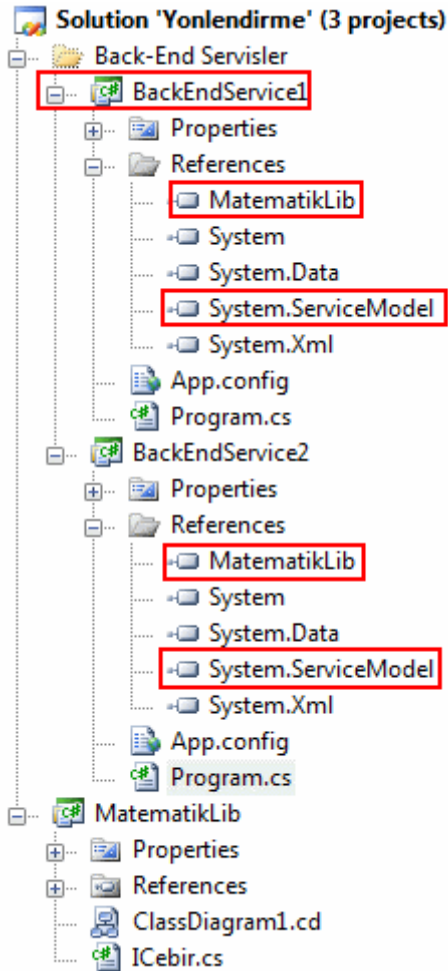 Solution 'Yonlendirme' (3 projects)
Back-End Servisler
BackEndService1
Properties
References
MatematikLib
System
System.Data
System.ServiceModel
System.Xml
App.config
Program.cs
BackEndService2
Properties
References
MatematikLib
System
System.Data
System.ServiceModel
System.Xml
App.config
Program.cs
MatematikLib
Properties
References
ClassDiagram1.cd
ICebir.cs